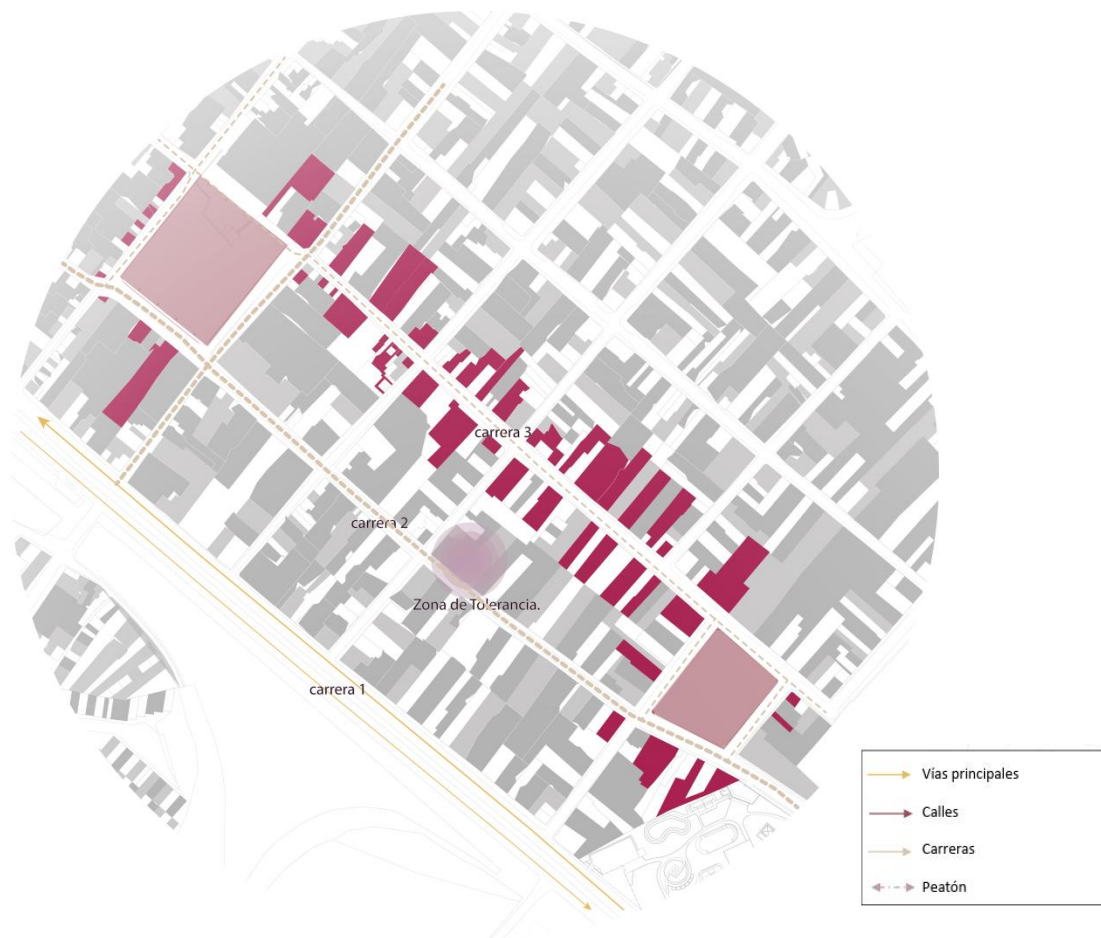 carrera 3
carrera 2
Zona de Tolerancia.
carrera 1
Vías principales
Calles
Carreras
Peatón